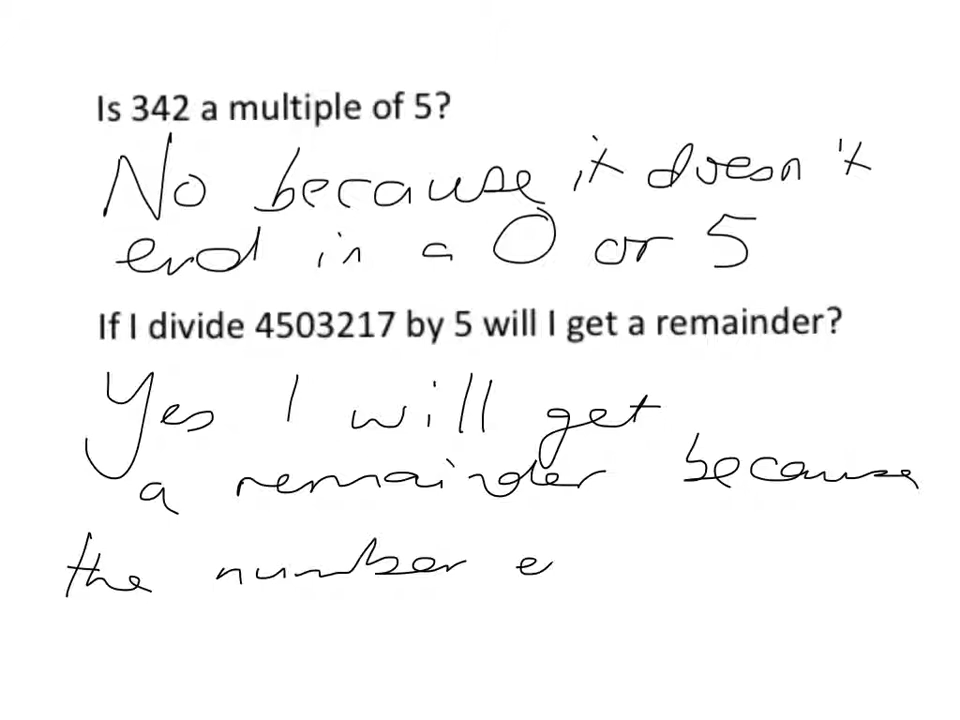 Is 342 a multiple of 5?
No because it doesn't
end in a 0 or 5
If I divide 4503217 by 5 will I get a remainder?
Yes I will get
a remainder because
the number e